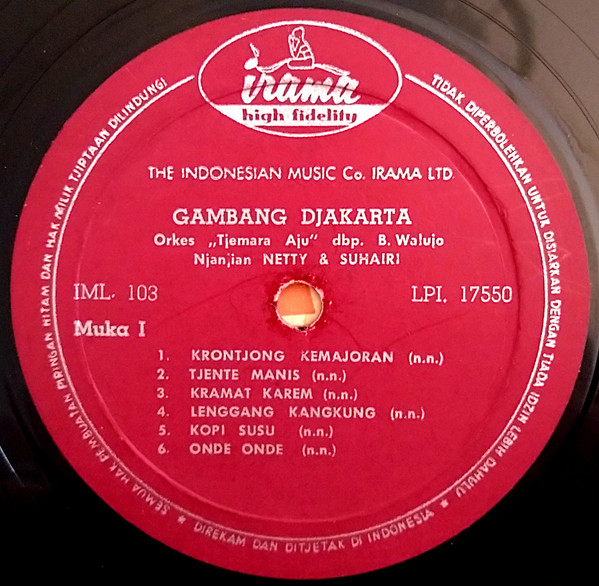 irama
high fidelity
THE INDONESIAN MUSIC Co. IRAMA LTD.
GAMBANG DJAKARTA
Orkes „Tjemara Aju" dbp. B. Walujo
Njanjian NETTY & SUHAIRI
IML. 103
LPI. 17550
Muka I
1. KRONTJONG KEMAJORAN (n.n.)
2. TJENTE MANIS (n.n.)
3. KRAMAT KAREM (n.n.)
4. LENGGANG KANGKUNG (n.n.)
5. KOPI SUSU (n.n.)
6. ONDE ONDE (n.n.)
SEMUA HAK PEMBUATAN PIRINGAN HITAM DAN HAK MILIK TJIPTAAN DILINDUNGI
TIDAK DIPERBOLEHKAN UNTUK DISIARKAN DENGAN TIADA IDZIN LEBIH DAHULU
* DIREKAM DAN DITJETAK DI INDONESIA *